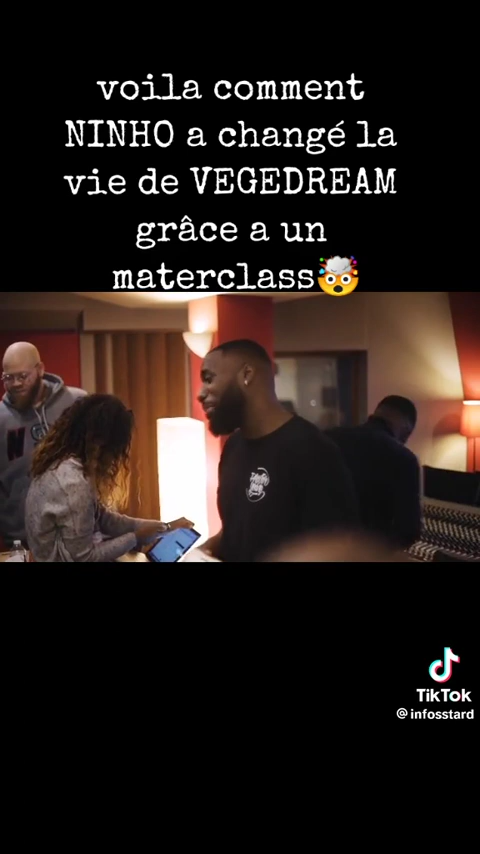 voila comment
NINHO a changé la
vie de VEGEDREAM
grâce a un
materclass🤯
TikTok
@infosstard